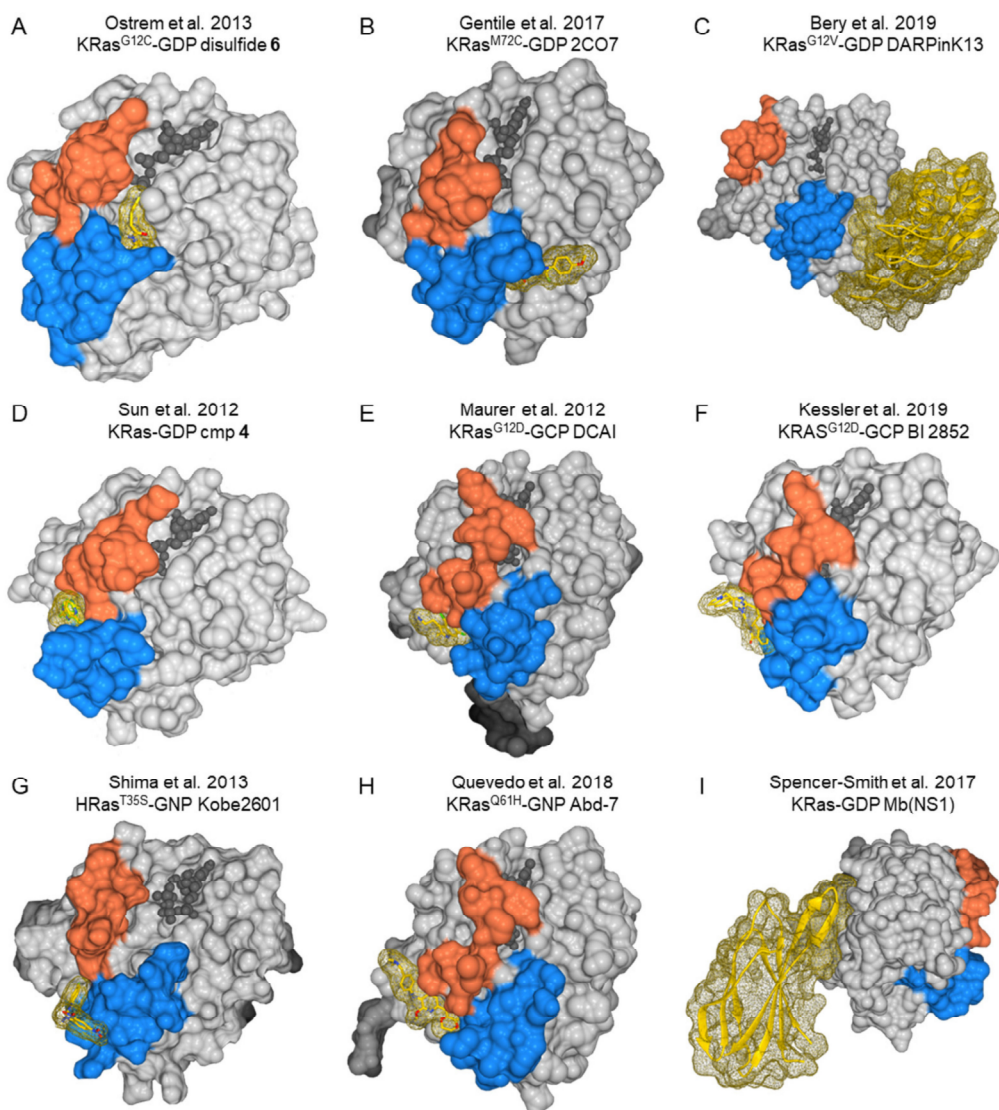 A
Ostrem et al. 2013
KRas^G12C-GDP disulfide 6
B
Gentile et al. 2017
KRas^M72C-GDP 2CO7
C
Bery et al. 2019
KRas^G12V-GDP DARPinK13
D
Sun et al. 2012
KRas-GDP cmp 4
E
Maurer et al. 2012
KRas^G12D-GCP DCAI
F
Kessler et al. 2019
KRAS^G12D-GCP BI 2852
G
Shima et al. 2013
HRas^T35S-GNP Kobe2601
H
Quevedo et al. 2018
KRas^Q61H-GNP Abd-7
I
Spencer-Smith et al. 2017
KRas-GDP Mb(NS1)